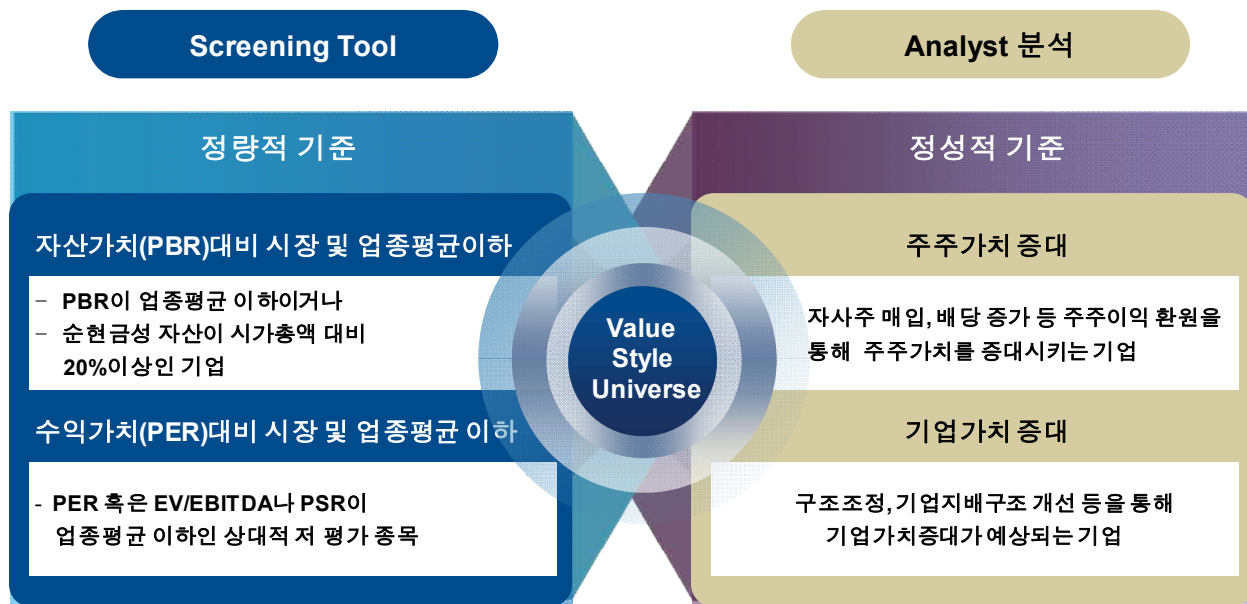 Screening Tool
정량적 기준
자산가치(PBR)대비 시장 및 업종평균이하
– PBR이 업종평균 이하이거나
– 순현금성 자산이 시가총액 대비
20%이상인 기업
수익가치(PER)대비 시장 및 업종평균 이하
- PER 혹은 EV/EBITDA나 PSR이
업종평균 이하인 상대적 저 평가 종목
Value
Style
Universe
Analyst 분석
정성적 기준
주주가치 증대
자사주 매입, 배당 증가 등 주주이익 환원을
통해 주주가치를 증대시키는 기업
기업가치 증대
구조조정, 기업지배구조 개선 등을 통해
기업가치증대가 예상되는 기업